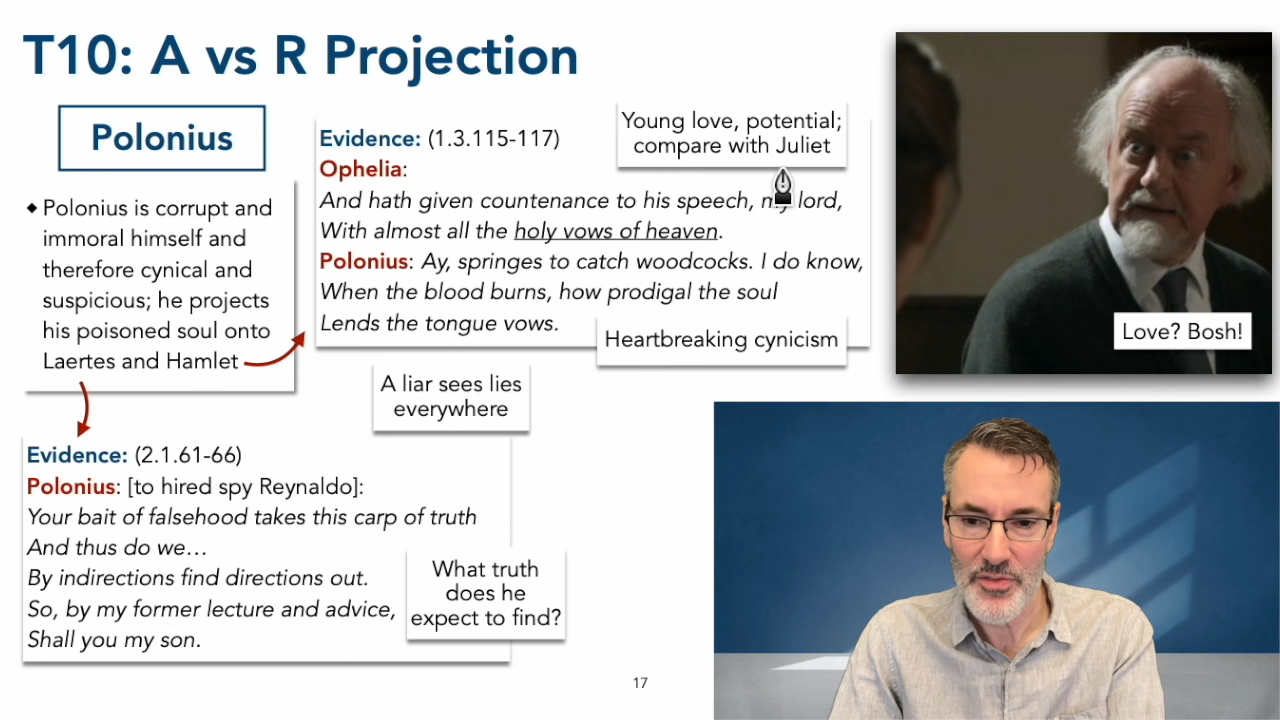 T10: A vs R Projection
Polonius
◆ Polonius is corrupt and
immoral himself and
therefore cynical and
suspicious; he projects
his poisoned soul onto
Laertes and Hamlet
Evidence: (1.3.115-117)
Ophelia:
And hath given countenance to his speech, my lord,
With almost all the holy vows of heaven.
Polonius: Ay, springes to catch woodcocks. I do know,
When the blood burns, how prodigal the soul
Lends the tongue vows.
Young love, potential;
compare with Juliet
Heartbreaking cynicism
Love? Bosh!
A liar sees lies
everywhere
Evidence: (2.1.61-66)
Polonius: [to hired spy Reynaldo]:
Your bait of falsehood takes this carp of truth
And thus do we…
By indirections find directions out.
So, by my former lecture and advice,
Shall you my son.
What truth
does he
expect to find?
17